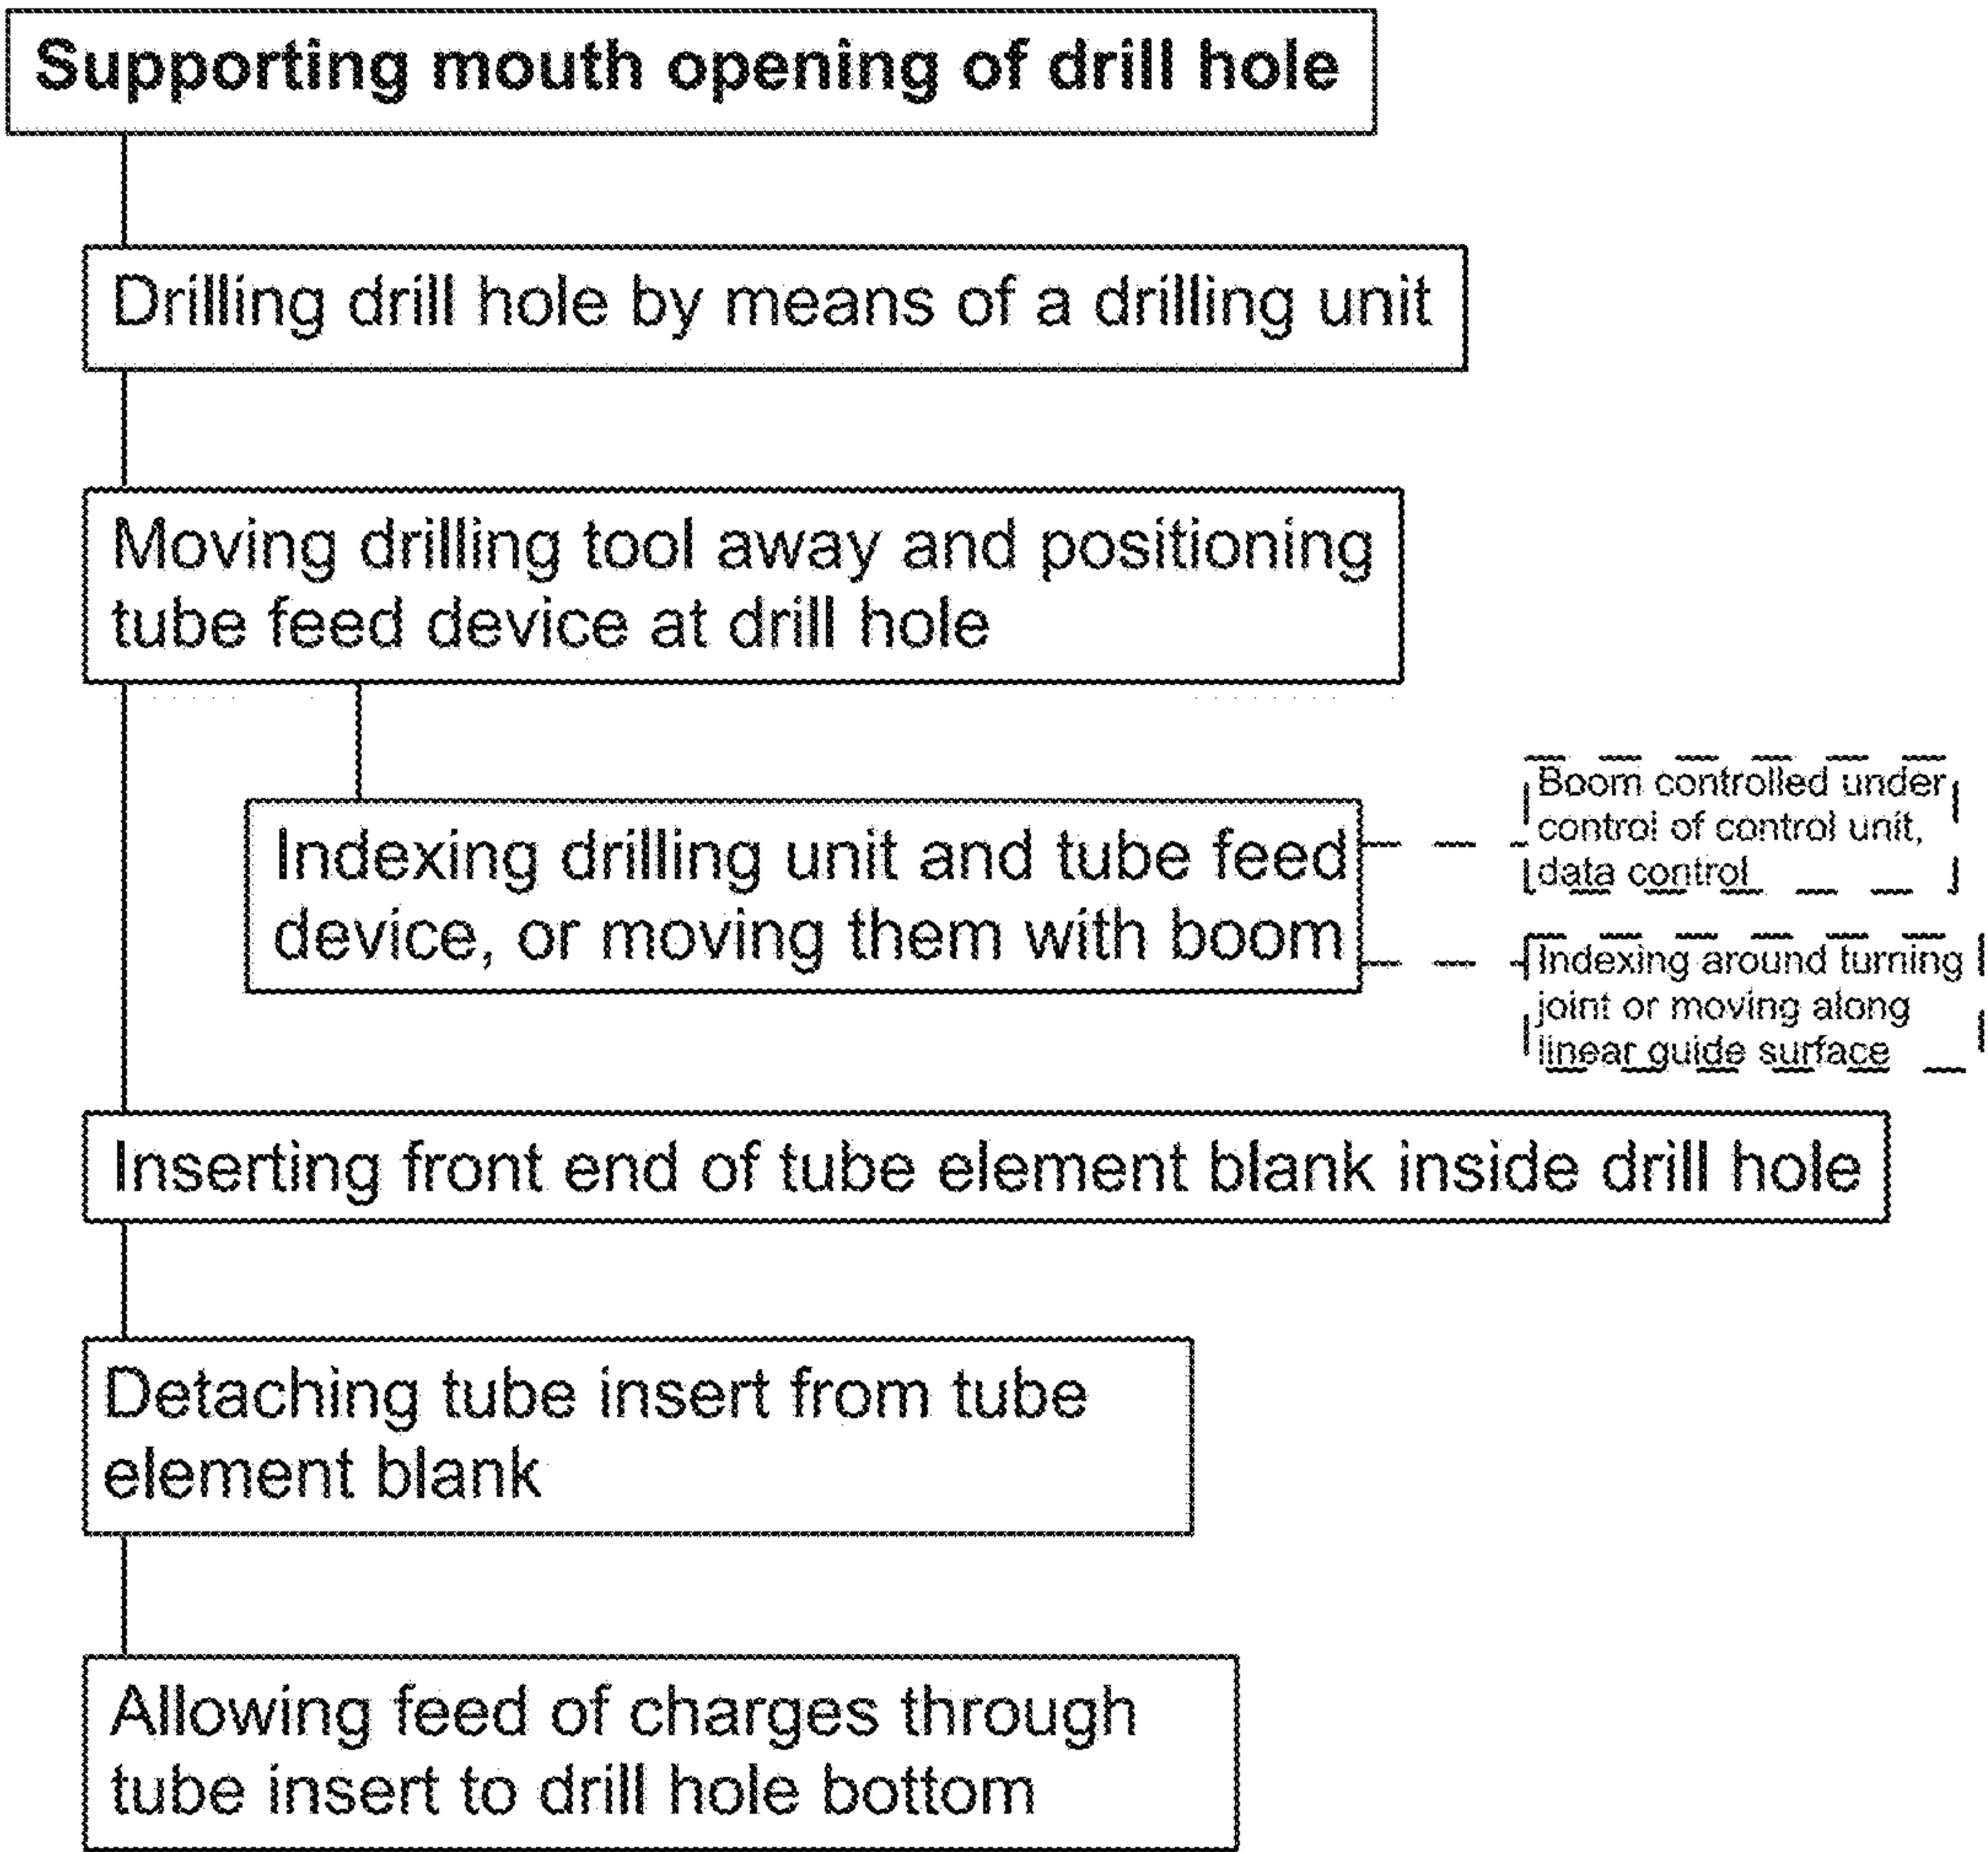 Supporting mouth opening of drill hole
Drilling drill hole by means of a drilling unit
Moving drilling tool away and positioning
tube feed device at drill hole
Indexing drilling unit and tube feed
device, or moving them with boom
Boom controlled under
control of control unit,
data control
Indexing around turning
joint or moving along
linear guide surface
Inserting front end of tube element blank inside drill hole
Detaching tube insert from tube
element blank
Allowing feed of charges through
tube insert to drill hole bottom